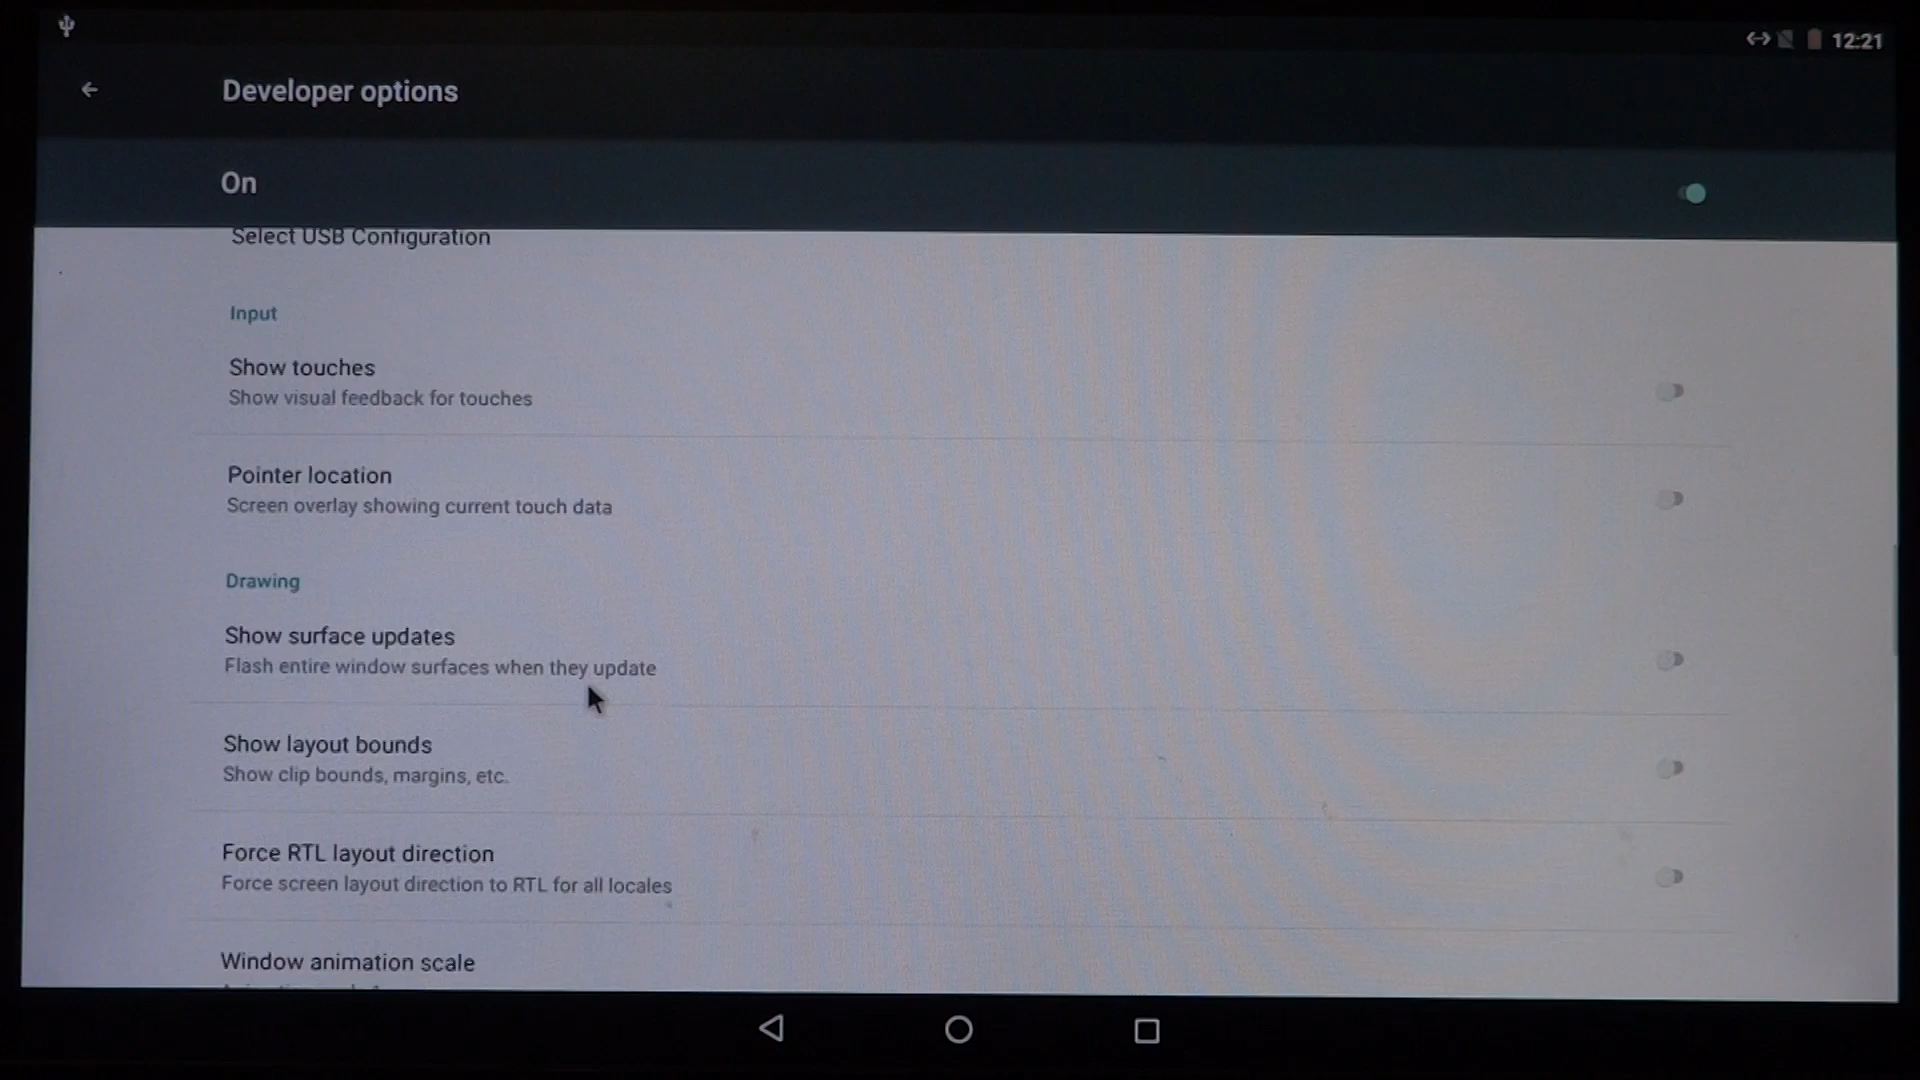 12:21
Developer options
On
Select USB Configuration
Input
Show touches
Show visual feedback for touches
Pointer location
Screen overlay showing current touch data
Drawing
Show surface updates
Flash entire window surfaces when they update
Show layout bounds
Show clip bounds, margins, etc.
Force RTL layout direction
Force screen layout direction to RTL for all locales
Window animation scale